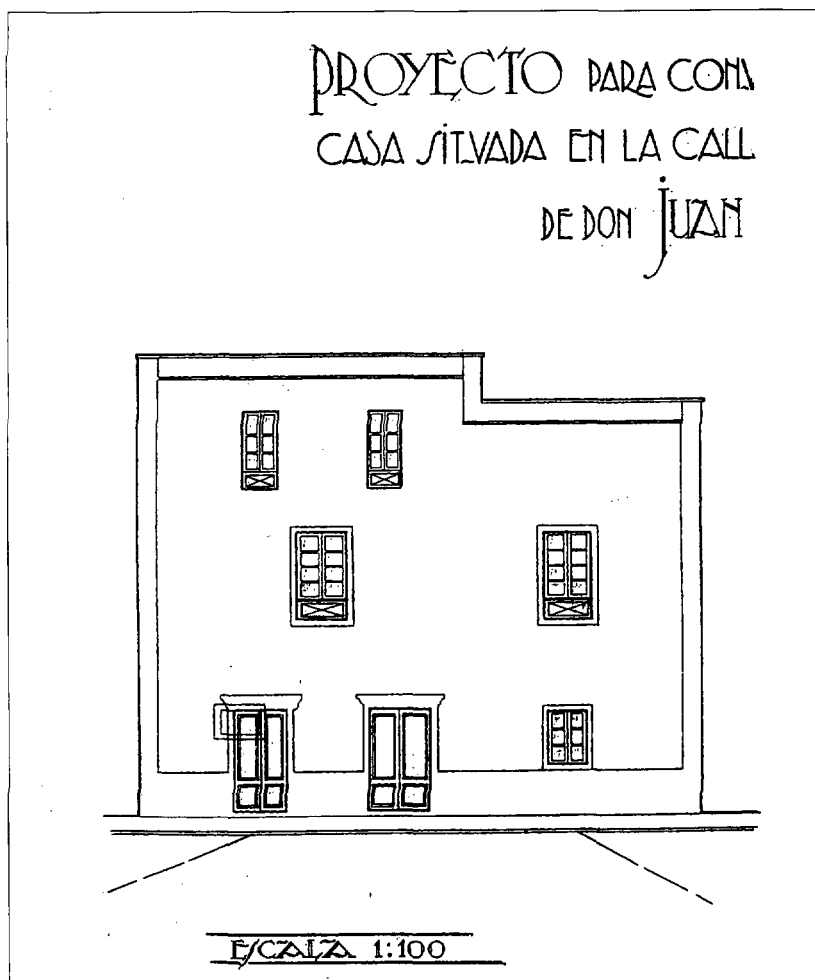 PROYECTO PARA CONS
CASA SITVADA EN LA CALL
DE DON JUAN
ESCALA 1:100